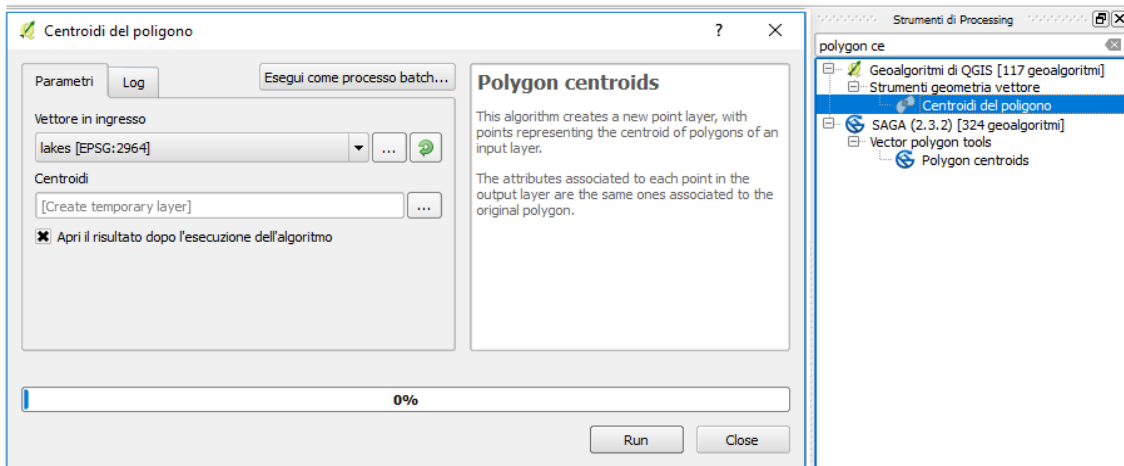 Centroidi del poligono
?
Parametri
Log
Esegui come processo batch...
Vettore in ingresso
lakes [EPSG:2964]
...
Centroidi
[Create temporary layer]
...
Apri il risultato dopo l'esecuzione dell'algoritmo
Polygon centroids
This algorithm creates a new point layer, with
points representing the centroid of polygons of an
input layer.
The attributes associated to each point in the
output layer are the same ones associated to the
original polygon.
0%
Run
Close
Strumenti di Processing
polygon ce
Geoalgoritmi di QGIS [117 geoalgoritmi]
Strumenti geometria vettore
Centroidi del poligono
SAGA (2.3.2) [324 geoalgoritmi]
Vector polygon tools
Polygon centroids